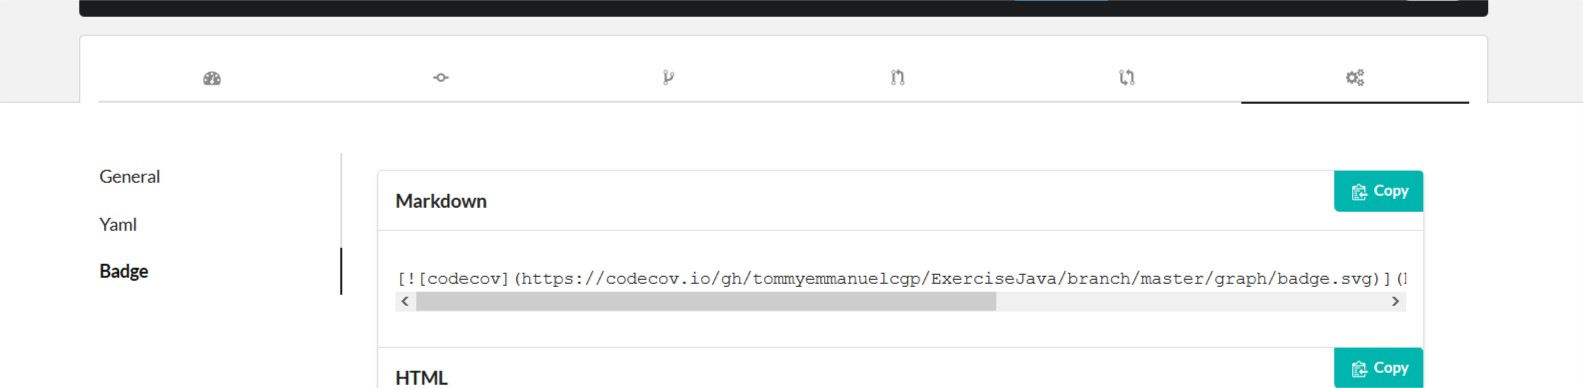 General
Yaml
Badge
Markdown
Copy
[![codecov](https://codecov.io/gh/tommyemmanuelcgp/ExerciseJava/branch/master/graph/badge.svg)](
HTML
Copy